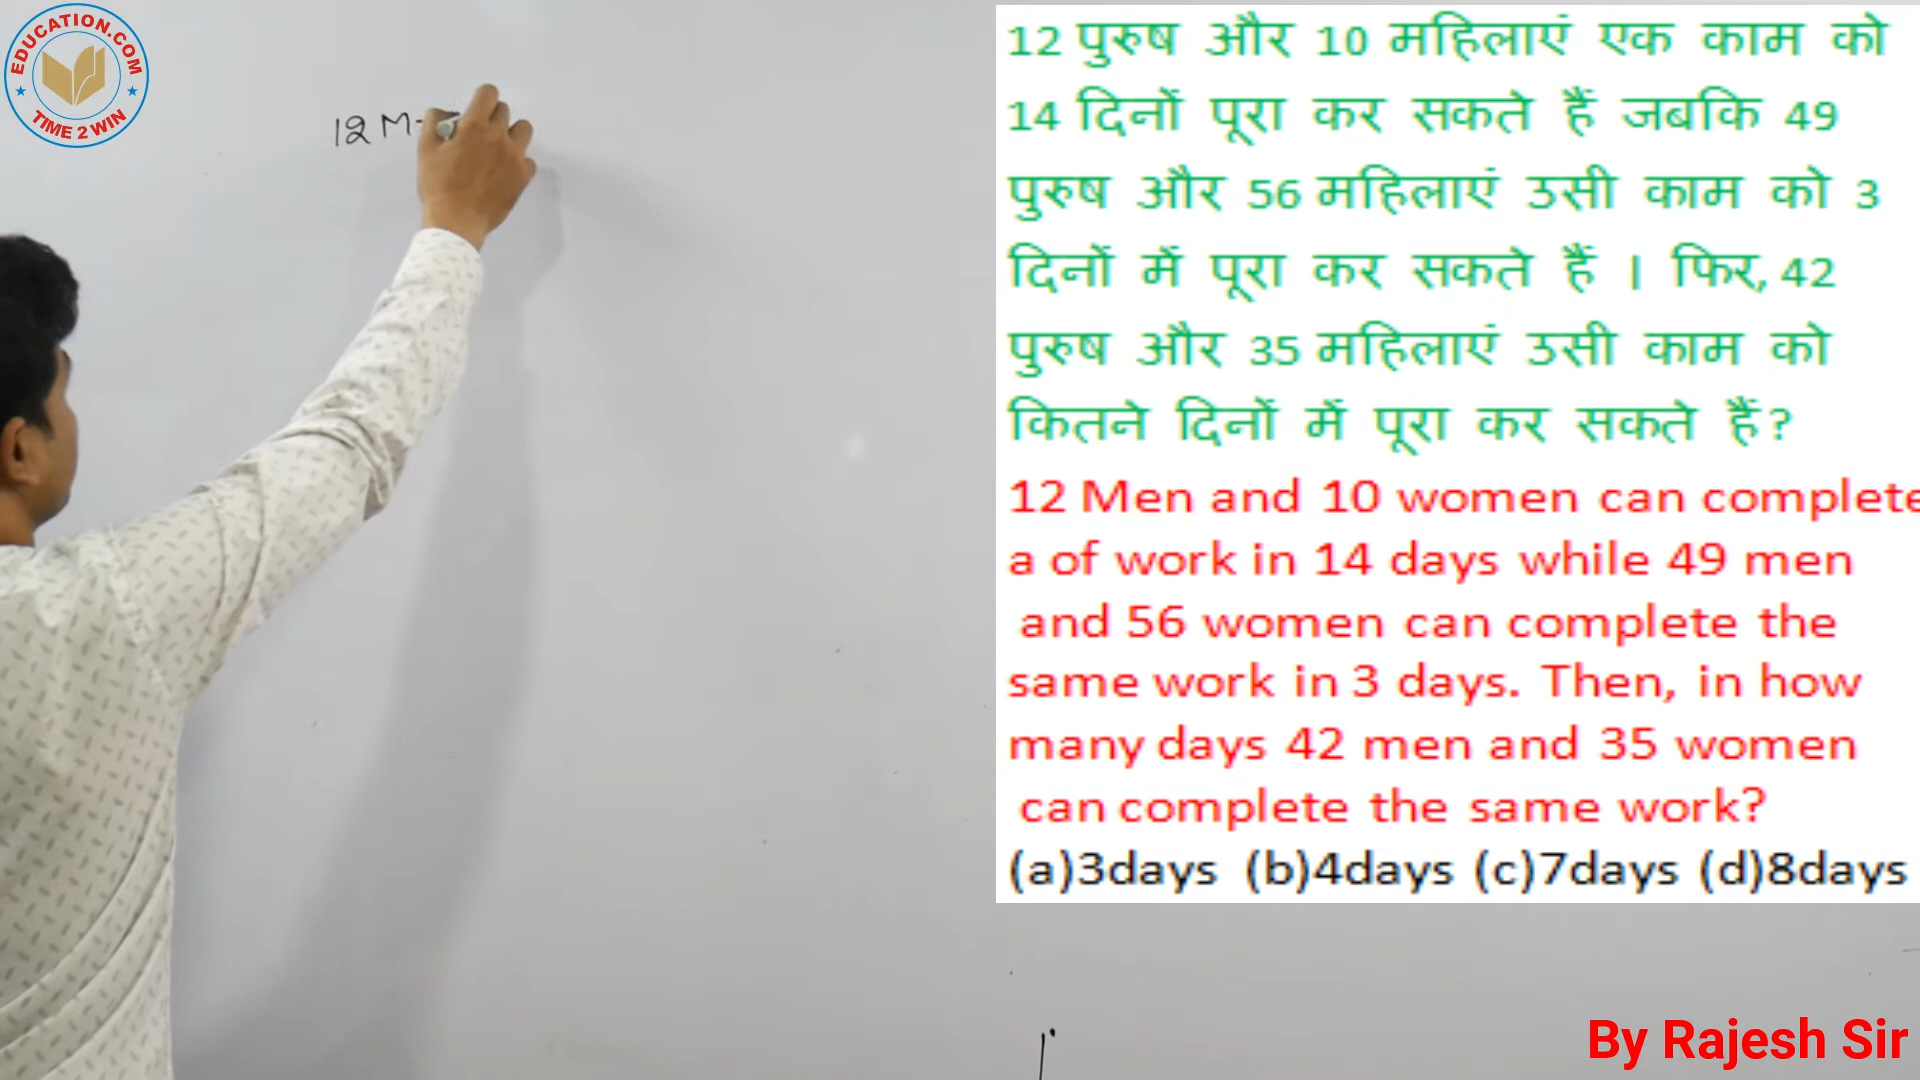 EDUCATION.COM
TIME 2 WIN
12 M
12 पुरुष और 10 महिलाएं एक काम को
14 दिनों पूरा कर सकते हैं जबकि 49
पुरुष और 56 महिलाएं उसी काम को 3
दिनों में पूरा कर सकते हैं । फिर, 42
पुरुष और 35 महिलाएं उसी काम को
कितने दिनों में पूरा कर सकते हैं?
12 Men and 10 women can complete
a of work in 14 days while 49 men
and 56 women can complete the
same work in 3 days. Then, in how
many days 42 men and 35 women
can complete the same work?
(a)3days (b)4days (c)7days (d)8days
By Rajesh Sir